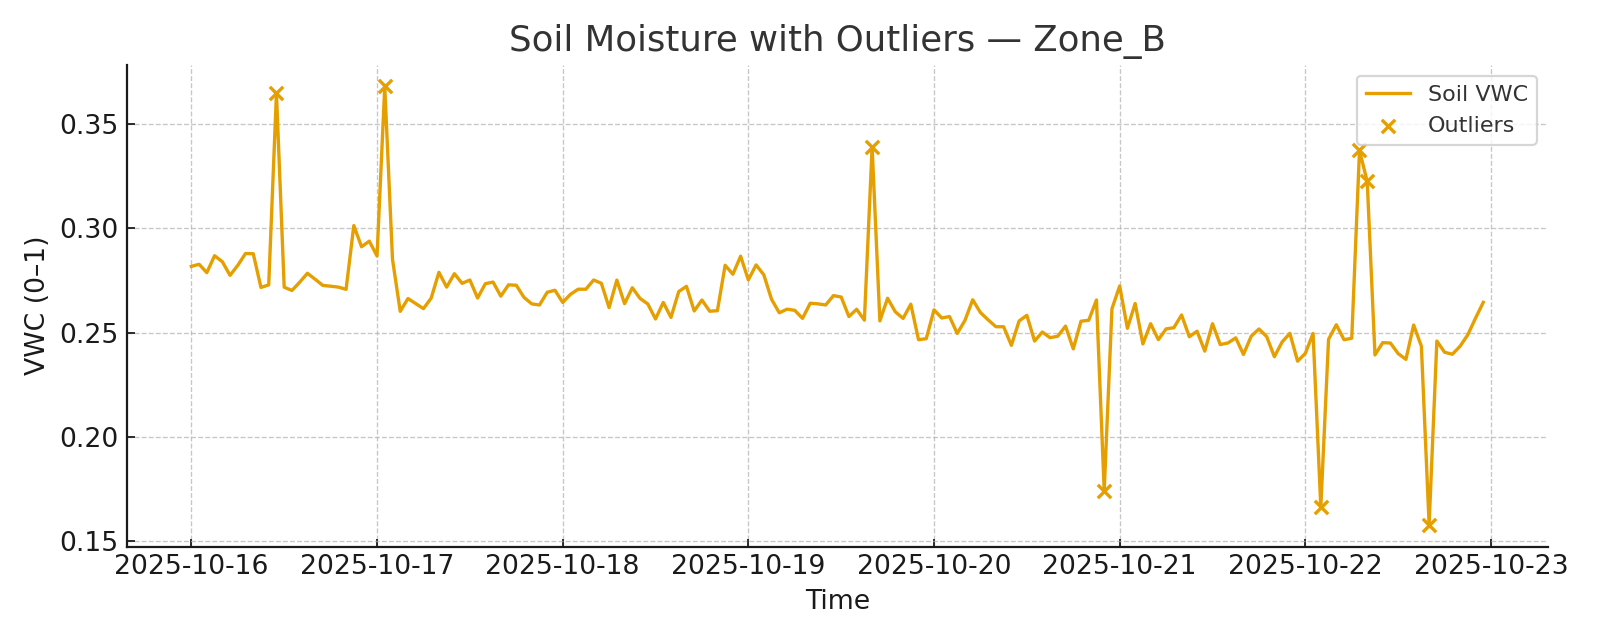 Soil Moisture with Outliers — Zone_B
Soil VWC
Outliers
VWC (0–1)
0.35
0.30
0.25
0.20
0.15
2025-10-16 2025-10-17 2025-10-18 2025-10-19 2025-10-20 2025-10-21 2025-10-22 2025-10-23
Time